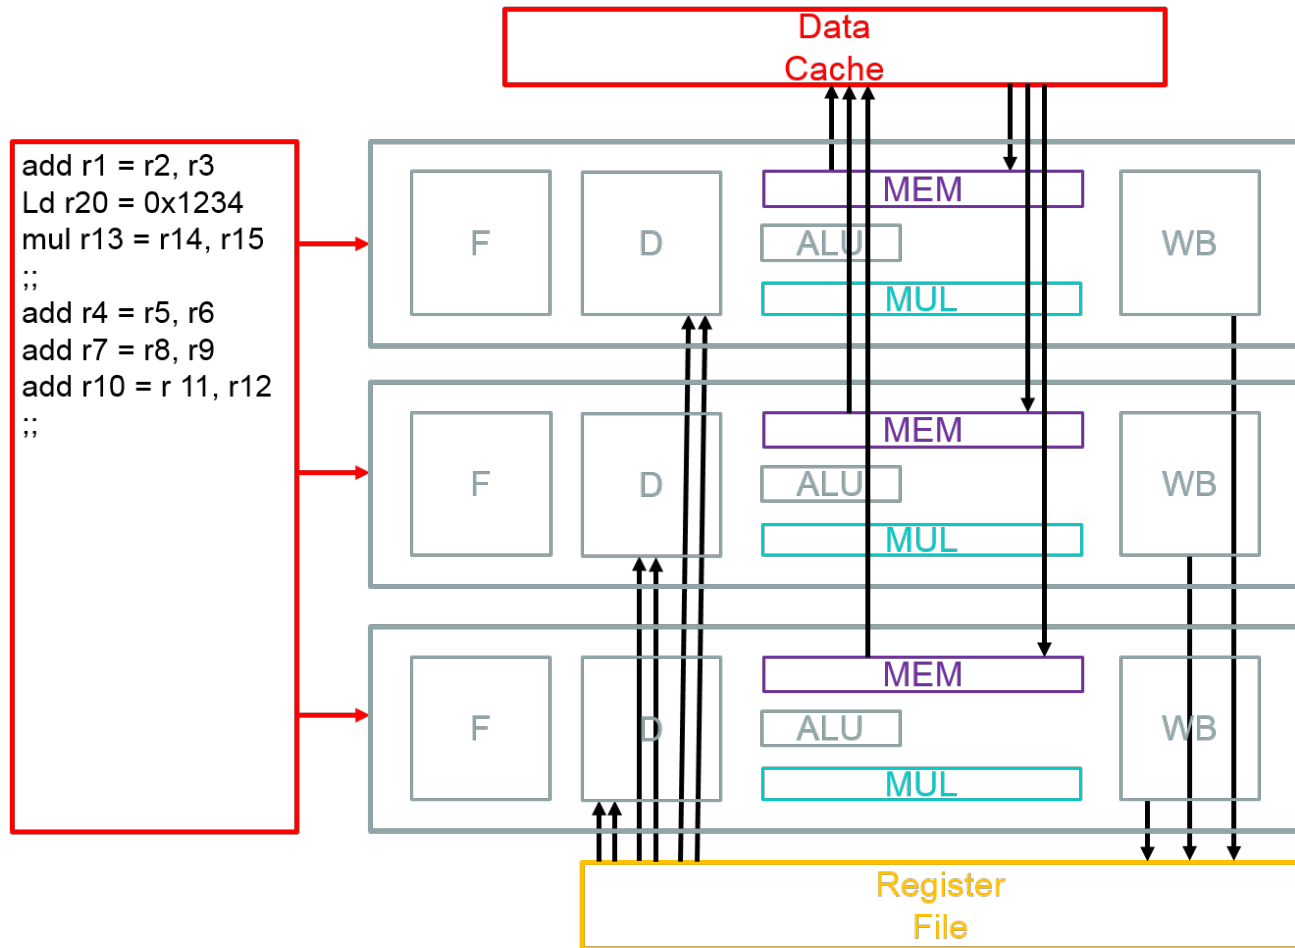 Data
Cache
add r1 = r2, r3
Ld r20 = 0x1234
mul r13 = r14, r15
;;
add r4 = r5, r6
add r7 = r8, r9
add r10 = r 11, r12
;;
F
D
MEM
ALU
MUL
WB
F
D
MEM
ALU
MUL
WB
F
D
MEM
ALU
MUL
WB
Register
File